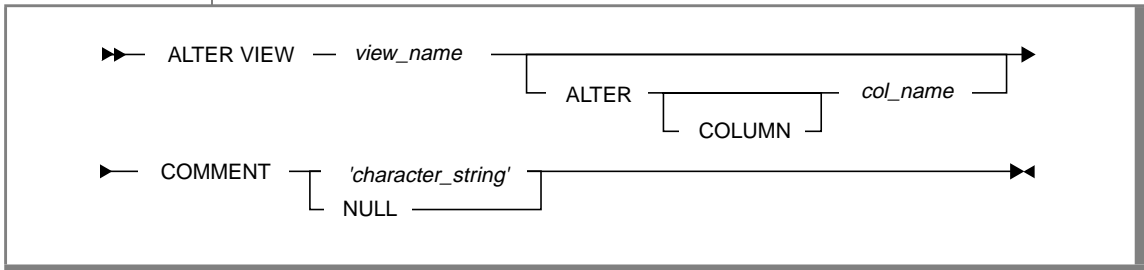 ALTER VIEW view_name
ALTER col_name
COLUMN
COMMENT 'character_string'
NULL